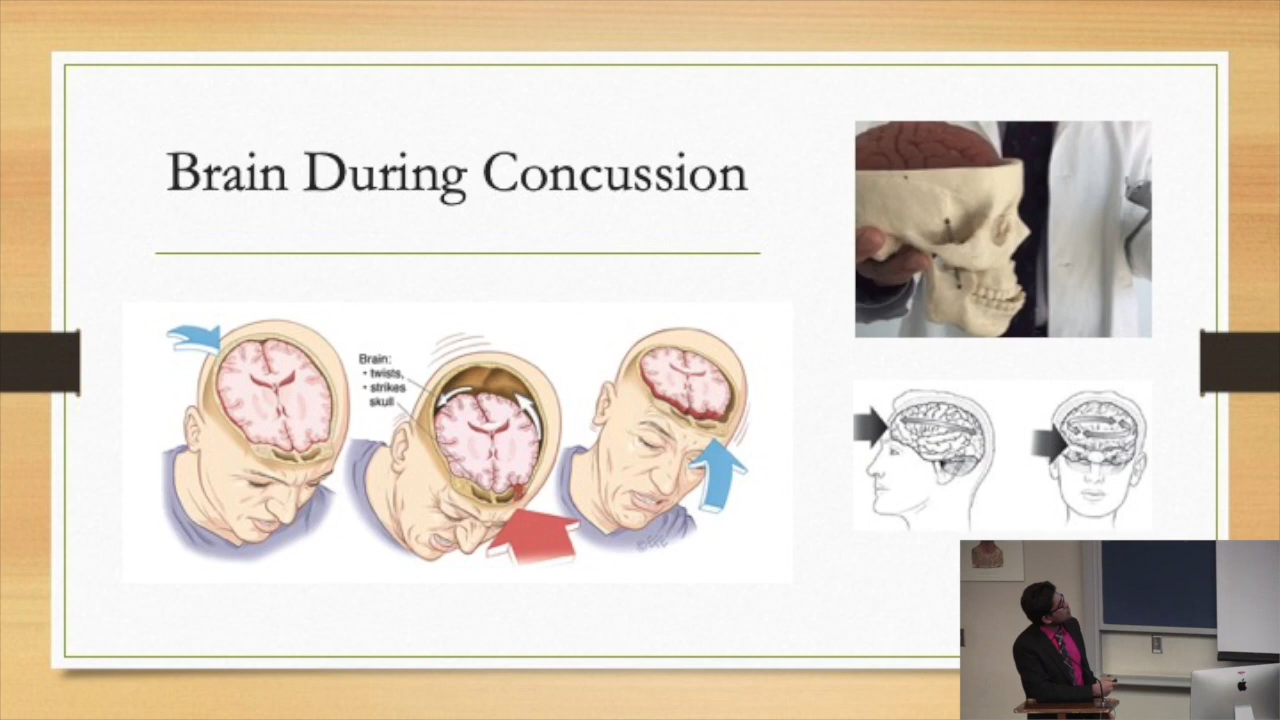 Brain During Concussion
Brain:
• twists,
• strikes
skull